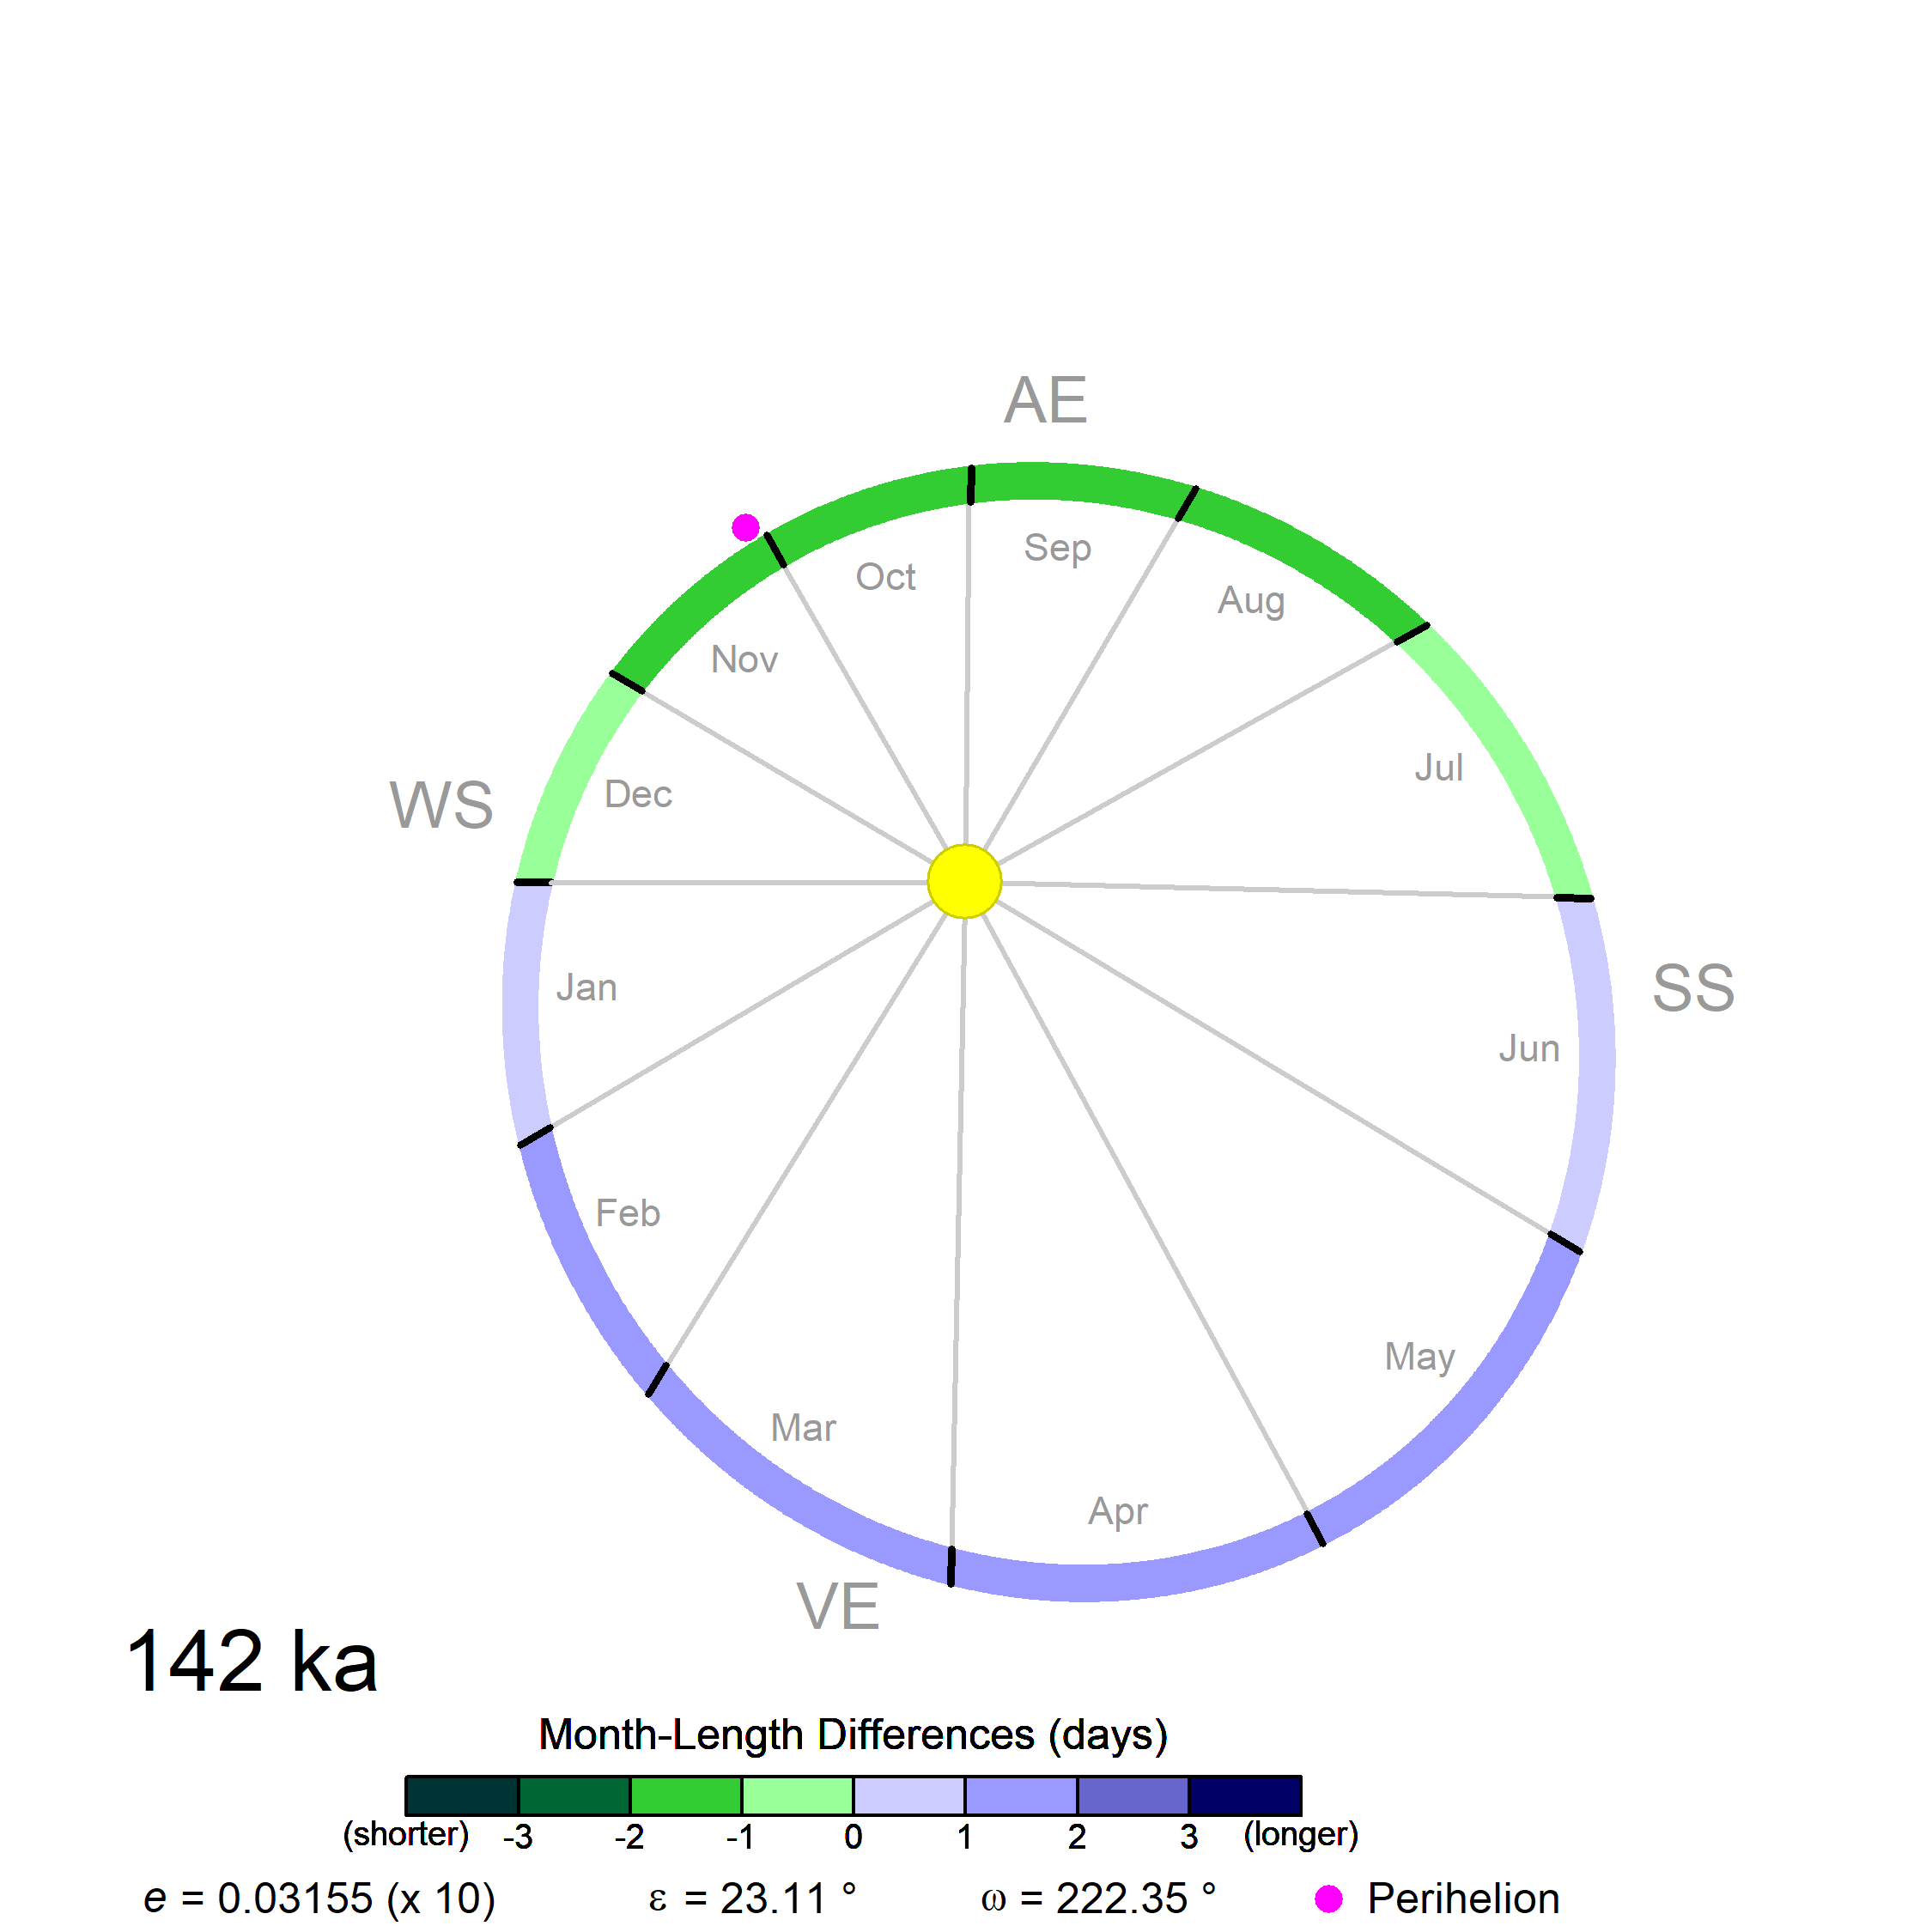 AE
Sep
Oct
Aug
Nov
Jul
WS
Dec
SS
Jan
Jun
Feb
May
Mar
Apr
VE
142 ka
Month-Length Differences (days)
(shorter) -3 -2 -1 0 1 2 3 (longer)
e = 0.03155 (x 10) ε = 23.11 ° ω = 222.35 ° Perihelion